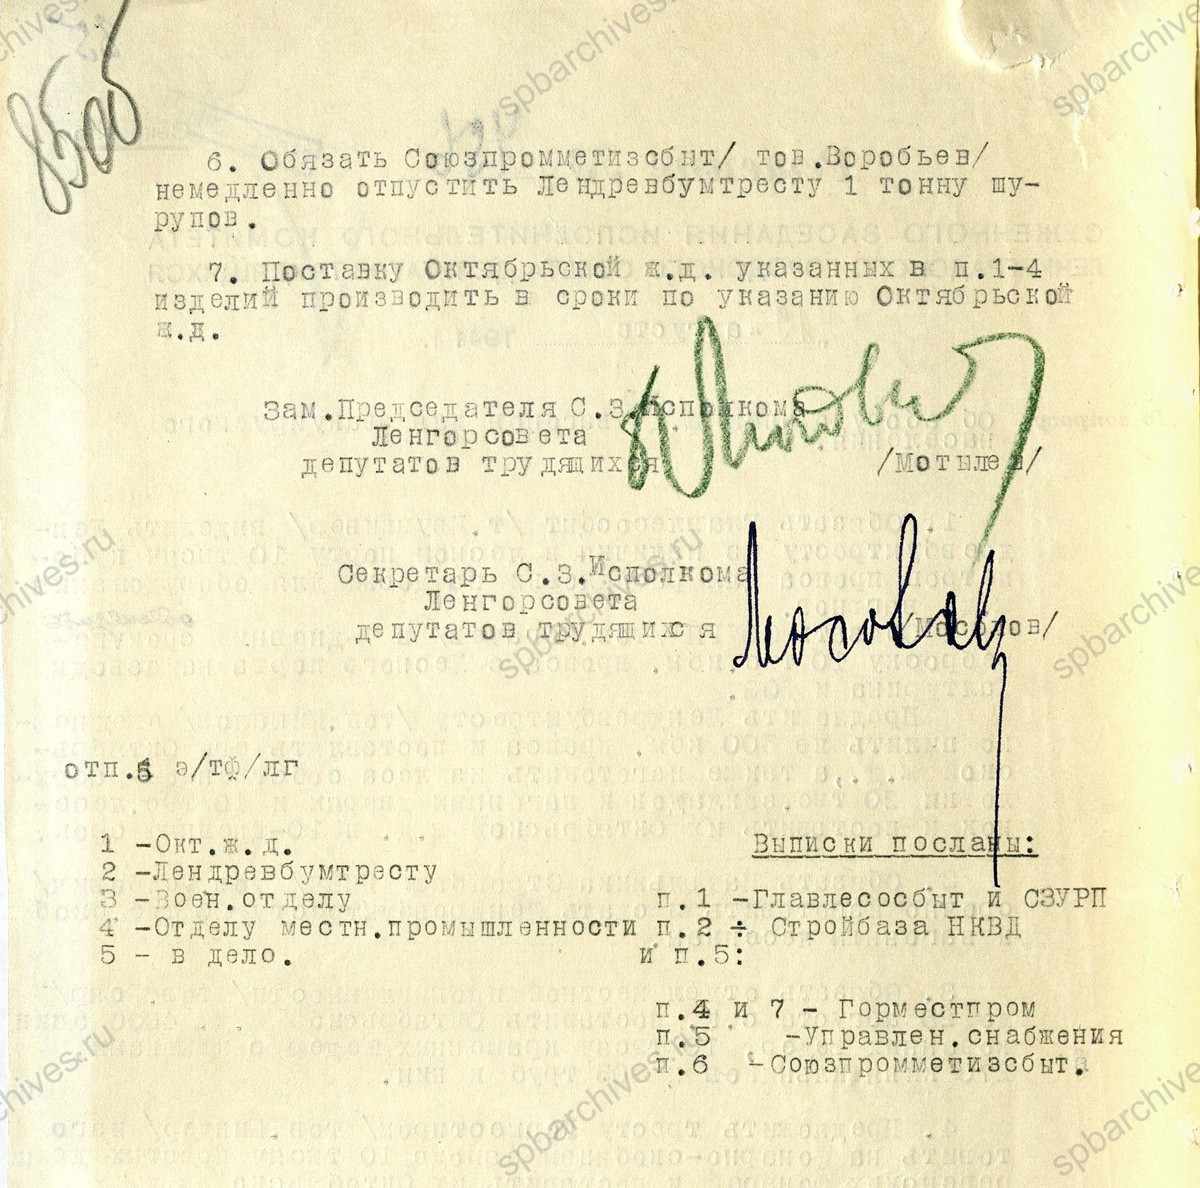 6. Обязать Союзпромметизсбыт/ тов.Воробьев/
немедленно отпустить Лендревбумтресту 1 тонну шу-
рупов.
7. Поставку Октябрьской ж.д. указанных в п.1-4
изделий производить в сроки по указанию Октябрьской
ж.д.
Зам.Председателя С.З.Исполкома
Ленгорсовета
депутатов трудящихся /Мотылев/
Секретарь С.З.Исполкома
Ленгорсовета
депутатов трудящихся /Мосолов/
отп.5 э/тф/лг
1 -Окт.ж.д.
2 -Лендревбумтресту
3 -Воен.отделу
4 -Отделу местн.промышленности
5 - в дело.
Выписки посланы:
п.1 -Главлесосбыт и СЗУРП
п.2 ÷ Стройбаза НКВД
и п.5:
п.4 и 7 - Горместпром
п.5 -Управлен.снабжения
п.6 -Союзпромметизсбыт.
spbarchives.ru